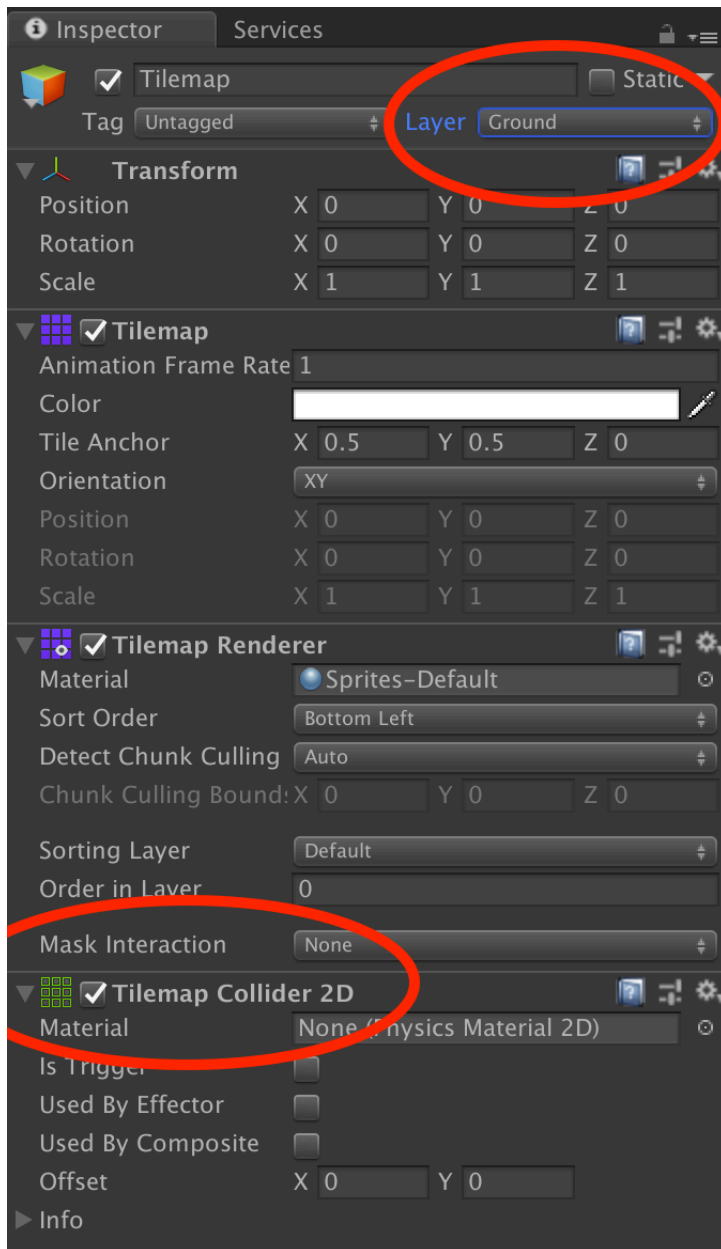 Inspector Services
Tilemap Static
Tag Untagged Layer Ground
Transform
Position X 0 Y 0 Z 0
Rotation X 0 Y 0 Z 0
Scale X 1 Y 1 Z 1
Tilemap
Animation Frame Rate 1
Color
Tile Anchor X 0.5 Y 0.5 Z 0
Orientation XY
Position X 0 Y 0 Z 0
Rotation X 0 Y 0 Z 0
Scale X 1 Y 1 Z 1
Tilemap Renderer
Material Sprites-Default
Sort Order Bottom Left
Detect Chunk Culling Auto
Chunk Culling Bounds X 0 Y 0 Z 0
Sorting Layer Default
Order in Layer 0
Mask Interaction None
Tilemap Collider 2D
Material None (Physics Material 2D)
Is Trigger
Used By Effector
Used By Composite
Offset X 0 Y 0
Info